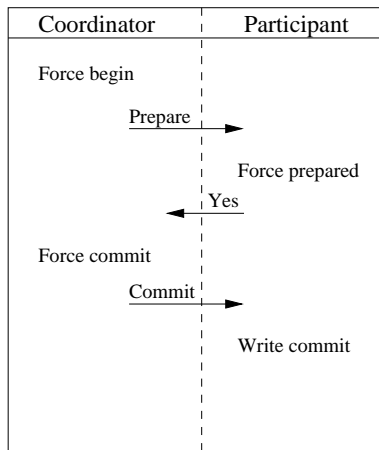 Coordinator Participant
Force begin
Prepare
Force prepared
Yes
Force commit
Commit
Write commit